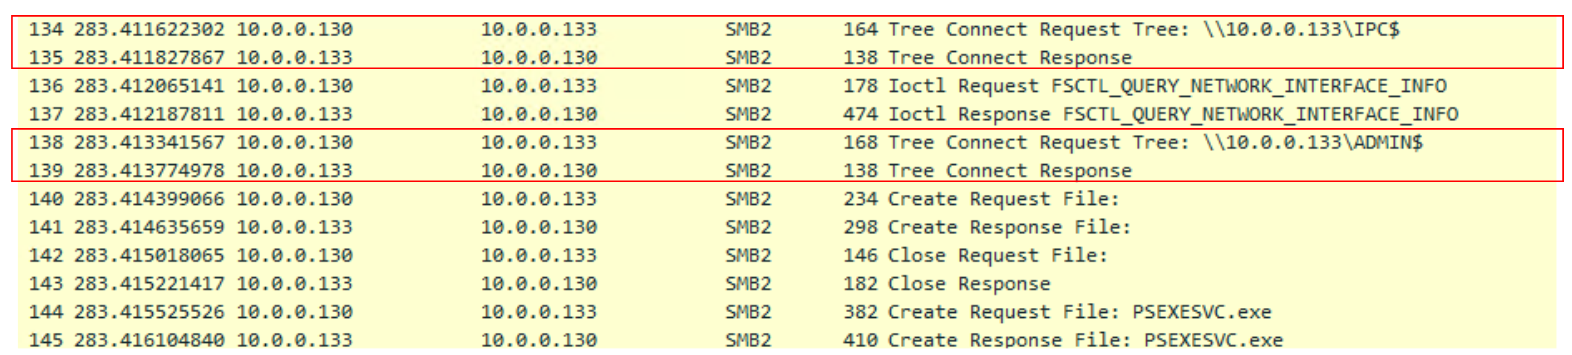 134 283.411622302 10.0.0.130 10.0.0.133 SMB2 164 Tree Connect Request Tree: \\10.0.0.133\IPC$
135 283.411827867 10.0.0.133 10.0.0.130 SMB2 138 Tree Connect Response
136 283.412065141 10.0.0.130 10.0.0.133 SMB2 178 Ioctl Request FSCTL_QUERY_NETWORK_INTERFACE_INFO
137 283.412187811 10.0.0.133 10.0.0.130 SMB2 474 Ioctl Response FSCTL_QUERY_NETWORK_INTERFACE_INFO
138 283.413341567 10.0.0.130 10.0.0.133 SMB2 168 Tree Connect Request Tree: \\10.0.0.133\ADMIN$
139 283.413774978 10.0.0.133 10.0.0.130 SMB2 138 Tree Connect Response
140 283.414399066 10.0.0.130 10.0.0.133 SMB2 234 Create Request File:
141 283.414635659 10.0.0.133 10.0.0.130 SMB2 298 Create Response File:
142 283.415018065 10.0.0.130 10.0.0.133 SMB2 146 Close Request File:
143 283.415221417 10.0.0.133 10.0.0.130 SMB2 182 Close Response
144 283.415525526 10.0.0.130 10.0.0.133 SMB2 382 Create Request File: PSEXESVC.exe
145 283.416104840 10.0.0.133 10.0.0.130 SMB2 410 Create Response File: PSEXESVC.exe